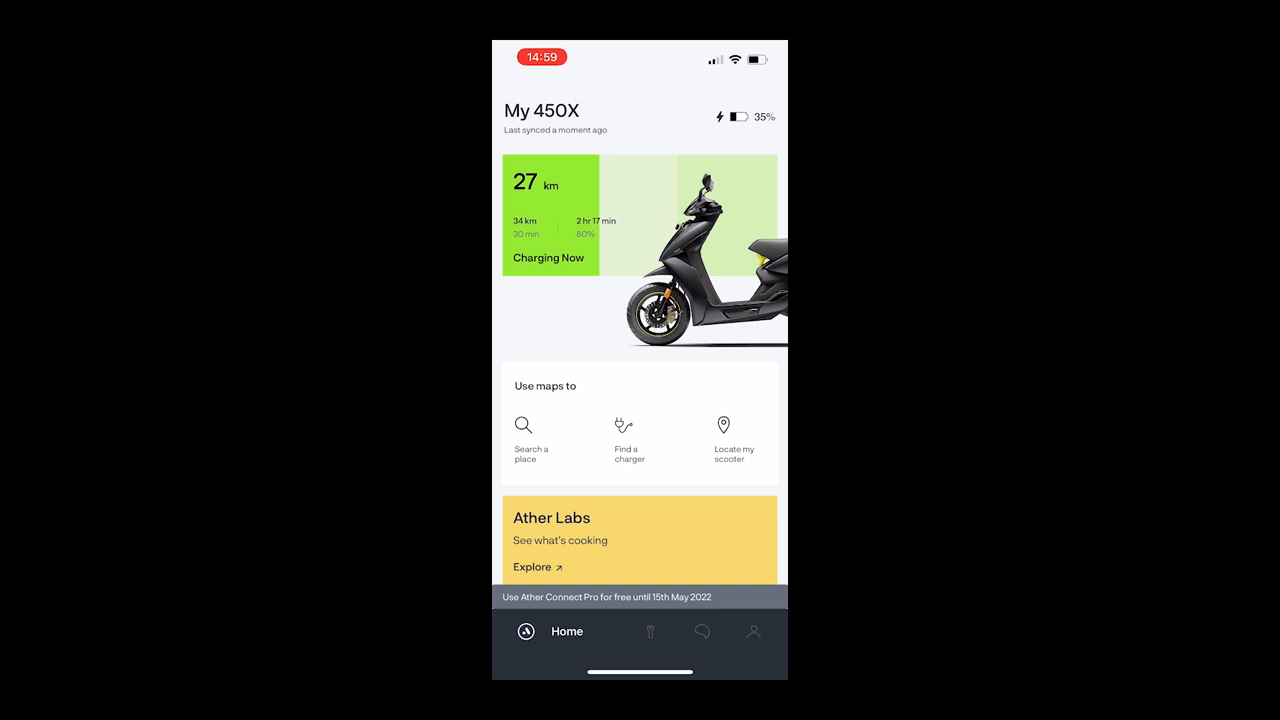 14:59
My 450X
35%
Last synced a moment ago
27 km
34 km
2 hr 17 min
30 min
80%
Charging Now
Use maps to
Search a
place
Find a
charger
Locate my
scooter
Ather Labs
See what's cooking
Explore ↗
Use Ather Connect Pro for free until 15th May 2022
Home